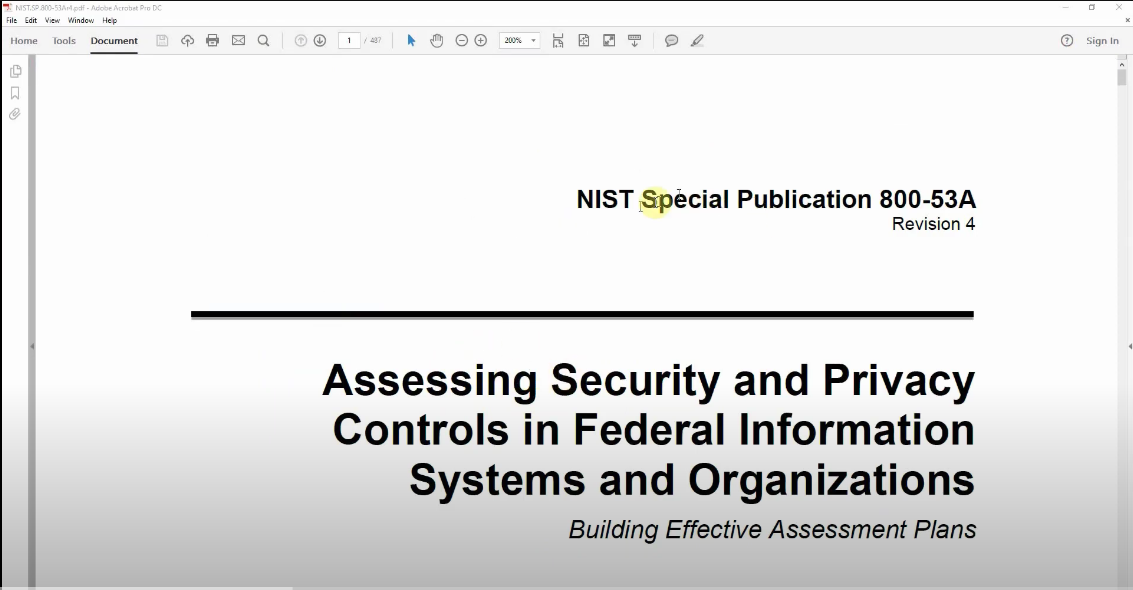 NIST.SP.800-53Ar4.pdf - Adobe Acrobat Pro DC
File Edit View Window Help
Home Tools Document 1 / 487 200% Sign In
NIST Special Publication 800-53A
Revision 4
Assessing Security and Privacy
Controls in Federal Information
Systems and Organizations
Building Effective Assessment Plans